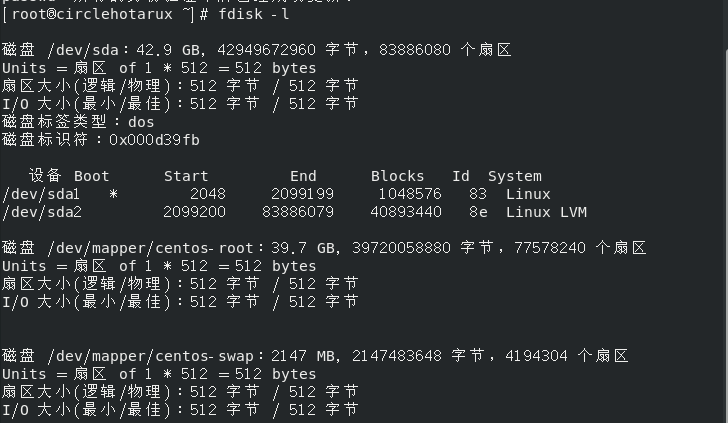 [root@circlehotarux ~]# fdisk -l
磁盘 /dev/sda：42.9 GB, 42949672960 字节，83886080 个扇区
Units = 扇区 of 1 * 512 = 512 bytes
扇区大小(逻辑/物理)：512 字节 / 512 字节
I/O 大小(最小/最佳)：512 字节 / 512 字节
磁盘标签类型：dos
磁盘标识符：0x000d39fb
设备 Boot Start End Blocks Id System
/dev/sda1 * 2048 2099199 1048576 83 Linux
/dev/sda2 2099200 83886079 40893440 8e Linux LVM
磁盘 /dev/mapper/centos-root：39.7 GB, 39720058880 字节，77578240 个扇区
Units = 扇区 of 1 * 512 = 512 bytes
扇区大小(逻辑/物理)：512 字节 / 512 字节
I/O 大小(最小/最佳)：512 字节 / 512 字节
磁盘 /dev/mapper/centos-swap：2147 MB, 2147483648 字节，4194304 个扇区
Units = 扇区 of 1 * 512 = 512 bytes
扇区大小(逻辑/物理)：512 字节 / 512 字节
I/O 大小(最小/最佳)：512 字节 / 512 字节